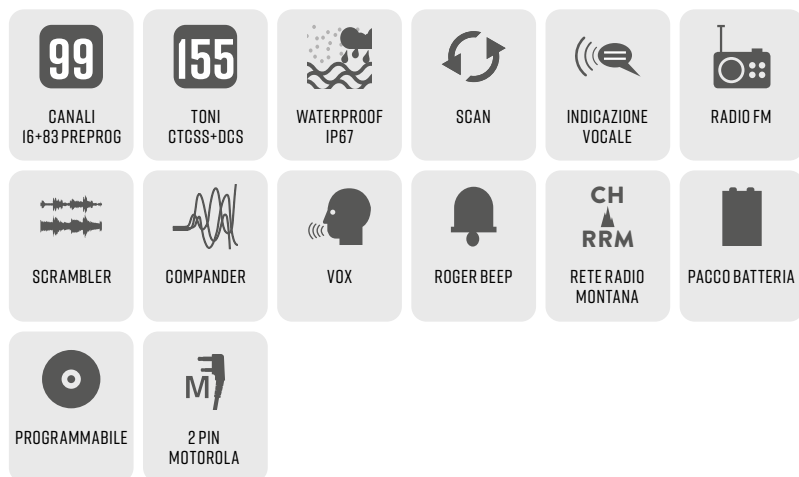 99
CANALI
16+83 PREPROG
155
TONI
CTCSS+DCS
WATERPROOF
IP67
SCAN
INDICAZIONE
VOCALE
RADIO FM
SCRAMBLER
COMPANDER
VOX
ROGER BEEP
CH
RRM
RETE RADIO
MONTANA
PACCO BATTERIA
PROGRAMMABILE
M
2 PIN
MOTOROLA